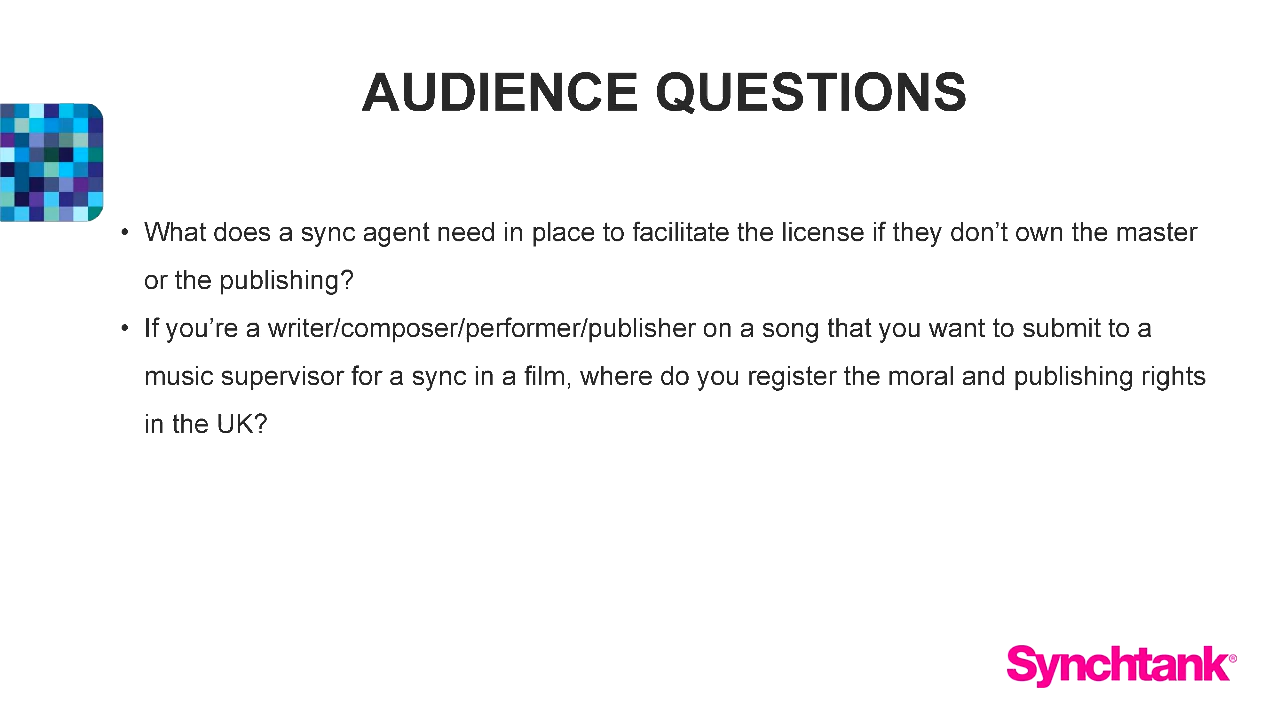 AUDIENCE QUESTIONS
• What does a sync agent need in place to facilitate the license if they don’t own the master
or the publishing?
• If you’re a writer/composer/performer/publisher on a song that you want to submit to a
music supervisor for a sync in a film, where do you register the moral and publishing rights
in the UK?
Synchtank®